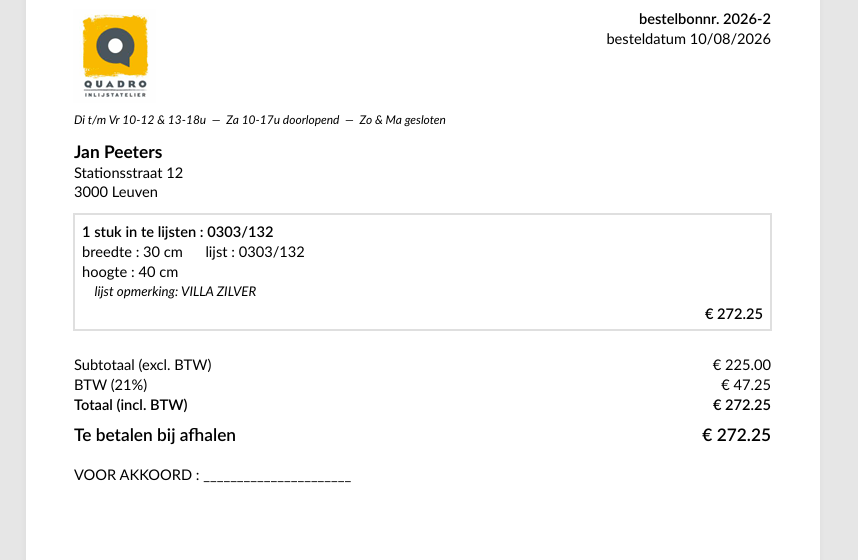 bestelbonnr. 2026-2
besteldatum 10/08/2026
QUADRO
INLIJSTATELIER
Di t/m Vr 10-12 & 13-18u — Za 10-17u doorlopend — Zo & Ma gesloten
Jan Peeters
Stationsstraat 12
3000 Leuven
1 stuk in te lijsten : 0303/132
breedte : 30 cm lijst : 0303/132
hoogte : 40 cm
lijst opmerking: VILLA ZILVER
€ 272.25
Subtotaal (excl. BTW) € 225.00
BTW (21%) € 47.25
Totaal (incl. BTW) € 272.25
Te betalen bij afhalen € 272.25
VOOR AKKOORD : ______________________